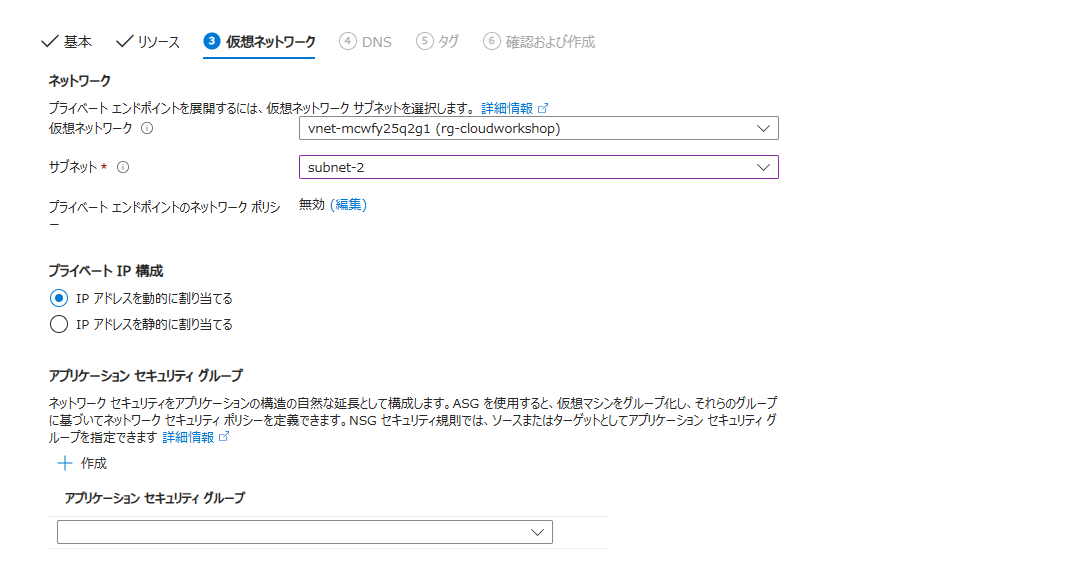 基本 リソース 3 仮想ネットワーク 4 DNS 5 タグ 6 確認および作成
ネットワーク
プライベート エンドポイントを展開するには、仮想ネットワーク サブネットを選択します。 詳細情報
仮想ネットワーク vnet-mcwfy25q2g1 (rg-cloudworkshop)
サブネット * subnet-2
プライベート エンドポイントのネットワーク ポリシ 無効 (編集)
ー
プライベート IP 構成
IP アドレスを動的に割り当てる
IP アドレスを静的に割り当てる
アプリケーション セキュリティ グループ
ネットワーク セキュリティをアプリケーションの構造の自然な延長として構成します。ASG を使用すると、仮想マシンをグループ化し、それらのグループ
に基づいてネットワーク セキュリティ ポリシーを定義できます。NSG セキュリティ規則では、ソースまたはターゲットとしてアプリケーション セキュリティ グ
ループを指定できます 詳細情報
作成
アプリケーション セキュリティ グループ